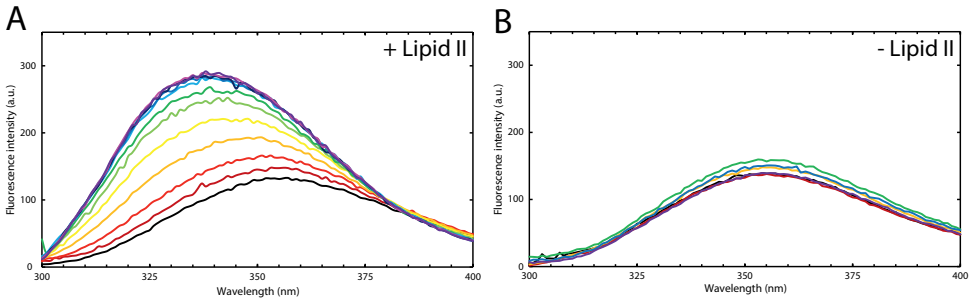 A
+ Lipid II
Fluorescence intensity (a.u.)
300
200
100
0
300
325
350
375
400
Wavelength (nm)
B
- Lipid II
Fluorescence intensity (a.u.)
300
200
100
0
300
325
350
375
400
Wavelength (nm)